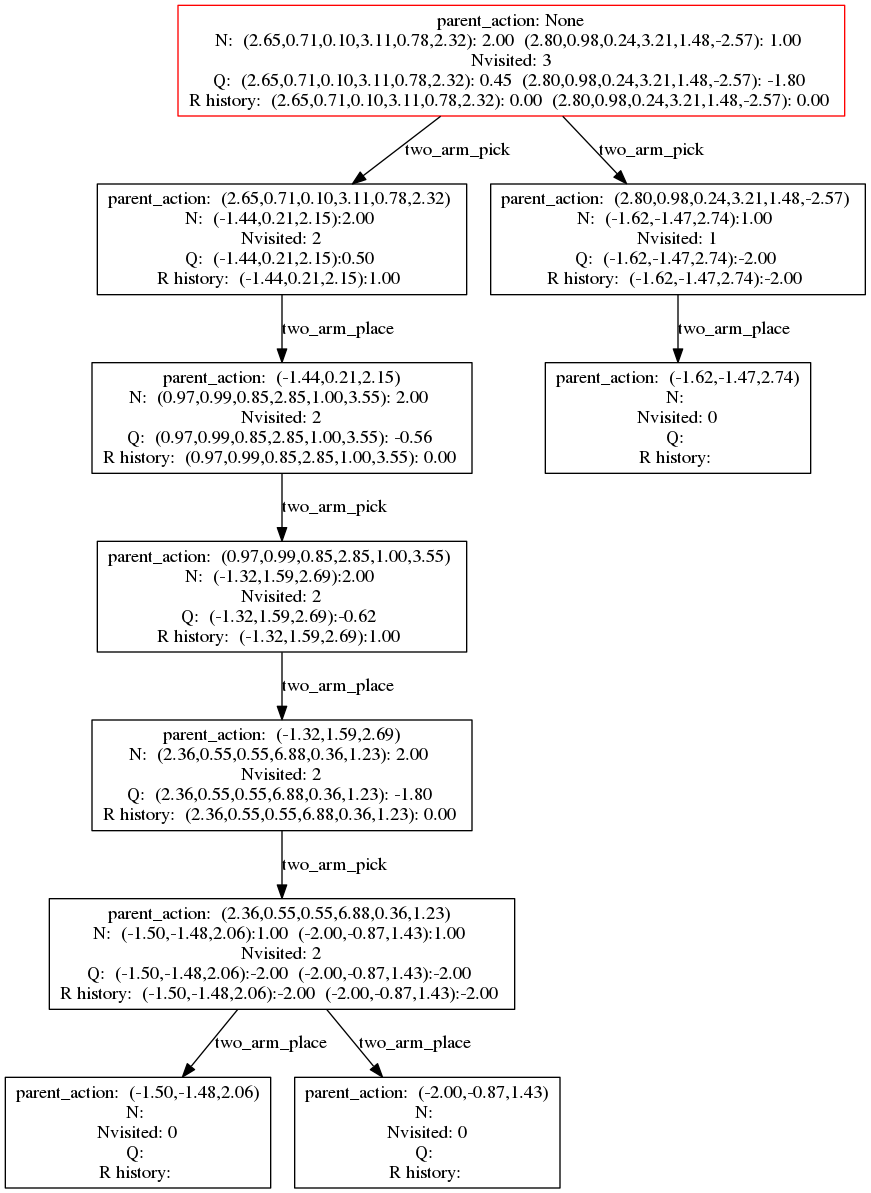 parent_action: None
N: (2.65,0.71,0.10,3.11,0.78,2.32): 2.00 (2.80,0.98,0.24,3.21,1.48,-2.57): 1.00
Nvisited: 3
Q: (2.65,0.71,0.10,3.11,0.78,2.32): 0.45 (2.80,0.98,0.24,3.21,1.48,-2.57): -1.80
R history: (2.65,0.71,0.10,3.11,0.78,2.32): 0.00 (2.80,0.98,0.24,3.21,1.48,-2.57): 0.00
two_arm_pick
two_arm_pick
parent_action: (2.65,0.71,0.10,3.11,0.78,2.32)
N: (-1.44,0.21,2.15):2.00
Nvisited: 2
Q: (-1.44,0.21,2.15):0.50
R history: (-1.44,0.21,2.15):1.00
parent_action: (2.80,0.98,0.24,3.21,1.48,-2.57)
N: (-1.62,-1.47,2.74):1.00
Nvisited: 1
Q: (-1.62,-1.47,2.74):-2.00
R history: (-1.62,-1.47,2.74):-2.00
two_arm_place
two_arm_place
parent_action: (-1.44,0.21,2.15)
N: (0.97,0.99,0.85,2.85,1.00,3.55): 2.00
Nvisited: 2
Q: (0.97,0.99,0.85,2.85,1.00,3.55): -0.56
R history: (0.97,0.99,0.85,2.85,1.00,3.55): 0.00
parent_action: (-1.62,-1.47,2.74)
N:
Nvisited: 0
Q:
R history:
two_arm_pick
parent_action: (0.97,0.99,0.85,2.85,1.00,3.55)
N: (-1.32,1.59,2.69):2.00
Nvisited: 2
Q: (-1.32,1.59,2.69):-0.62
R history: (-1.32,1.59,2.69):1.00
two_arm_place
parent_action: (-1.32,1.59,2.69)
N: (2.36,0.55,0.55,6.88,0.36,1.23): 2.00
Nvisited: 2
Q: (2.36,0.55,0.55,6.88,0.36,1.23): -1.80
R history: (2.36,0.55,0.55,6.88,0.36,1.23): 0.00
two_arm_pick
parent_action: (2.36,0.55,0.55,6.88,0.36,1.23)
N: (-1.50,-1.48,2.06):1.00 (-2.00,-0.87,1.43):1.00
Nvisited: 2
Q: (-1.50,-1.48,2.06):-2.00 (-2.00,-0.87,1.43):-2.00
R history: (-1.50,-1.48,2.06):-2.00 (-2.00,-0.87,1.43):-2.00
two_arm_place
two_arm_place
parent_action: (-1.50,-1.48,2.06)
N:
Nvisited: 0
Q:
R history:
parent_action: (-2.00,-0.87,1.43)
N:
Nvisited: 0
Q:
R history: